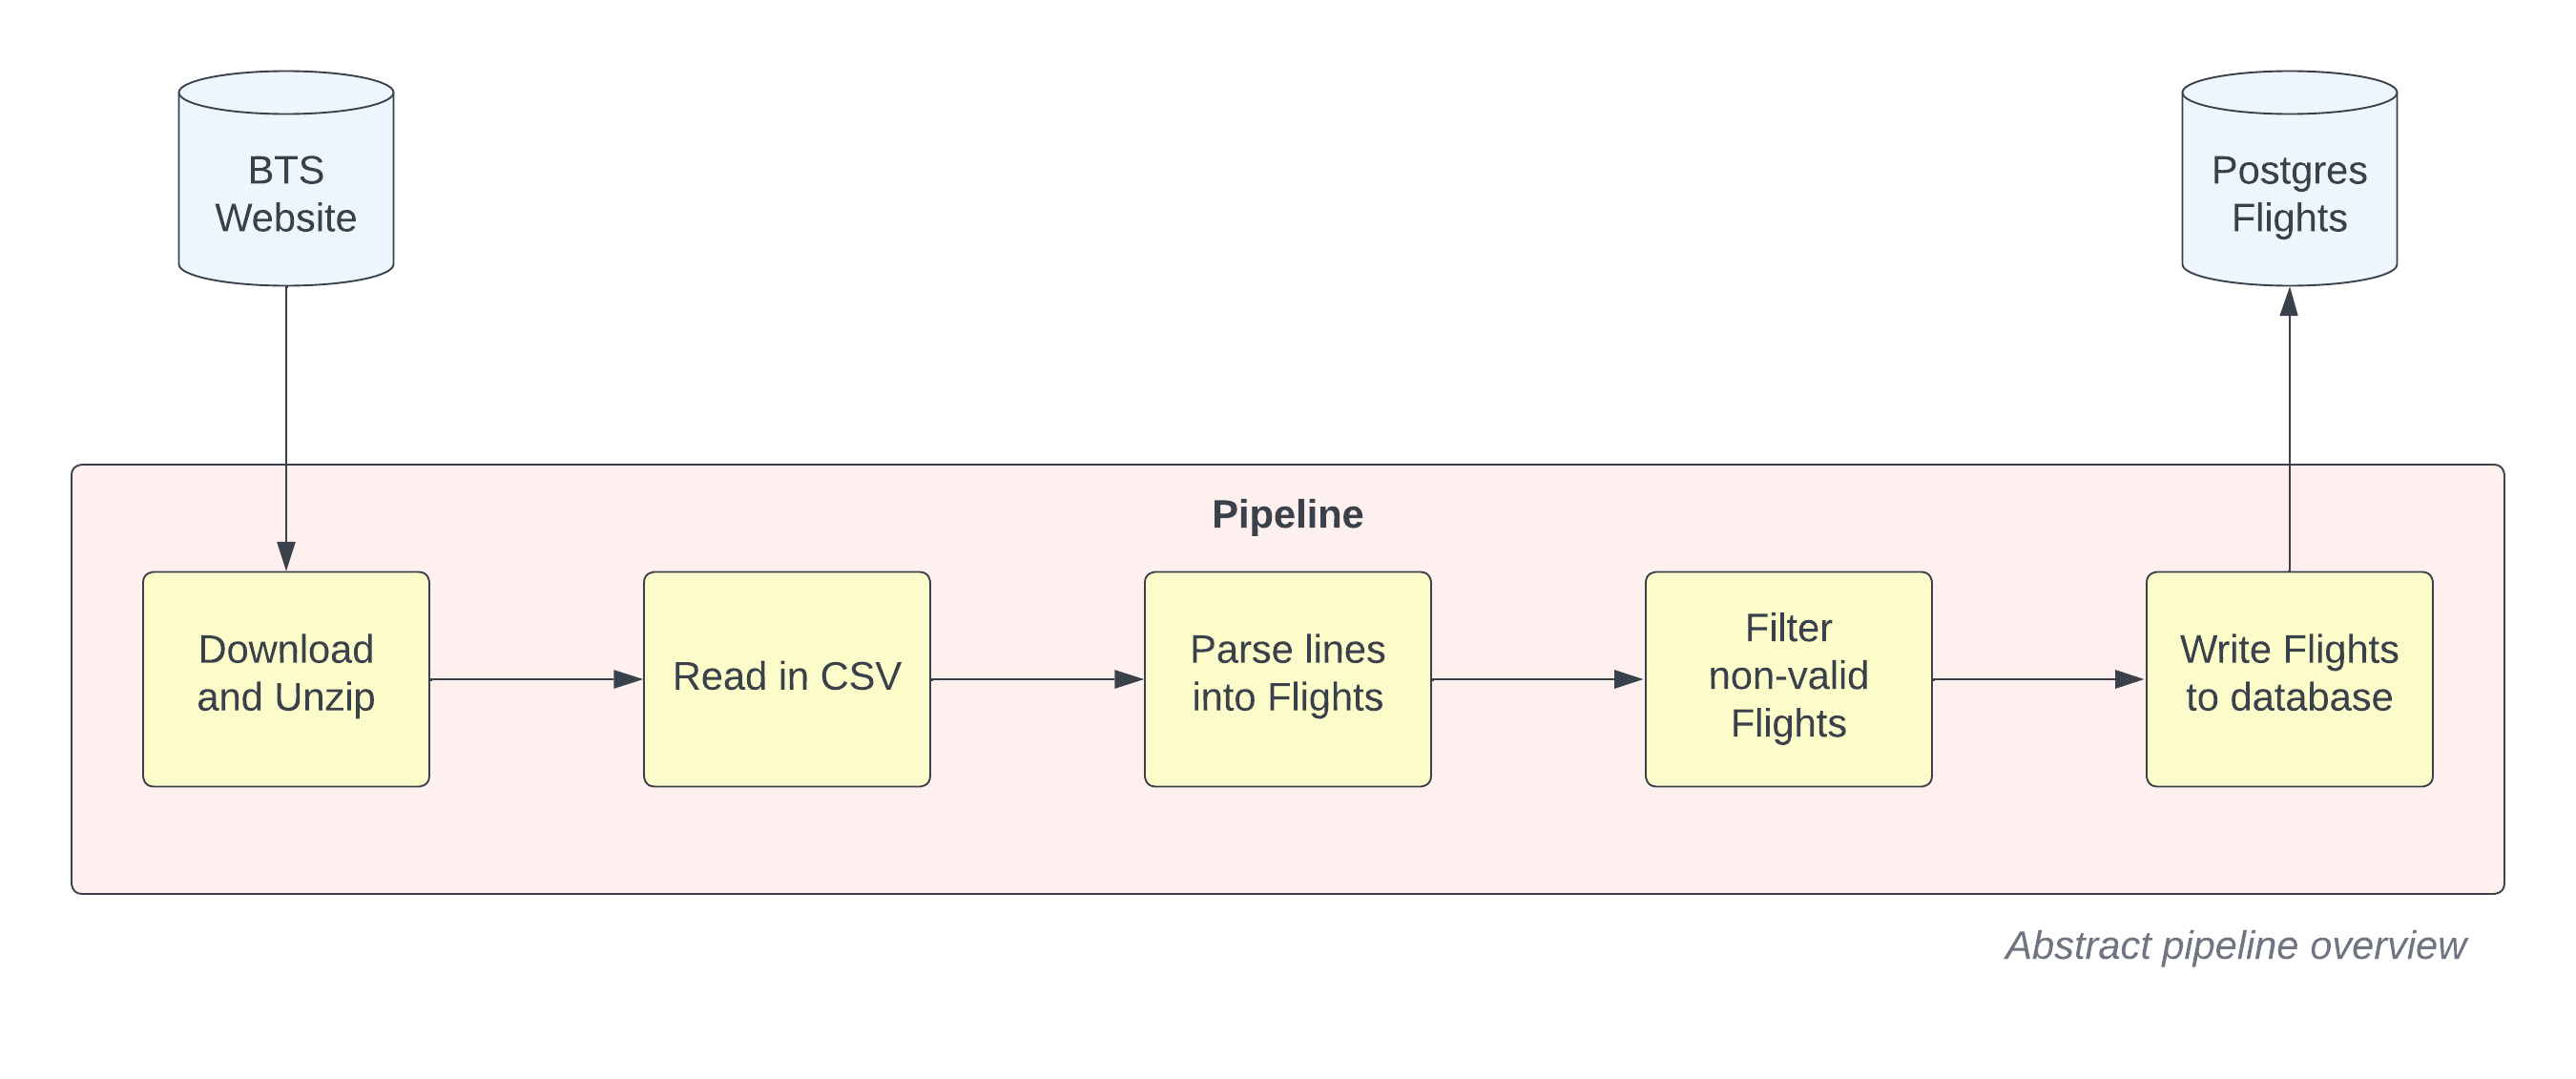 BTS
Website
Postgres
Flights
Pipeline
Download
and Unzip
Read in CSV
Parse lines
into Flights
Filter
non-valid
Flights
Write Flights
to database
Abstract pipeline overview